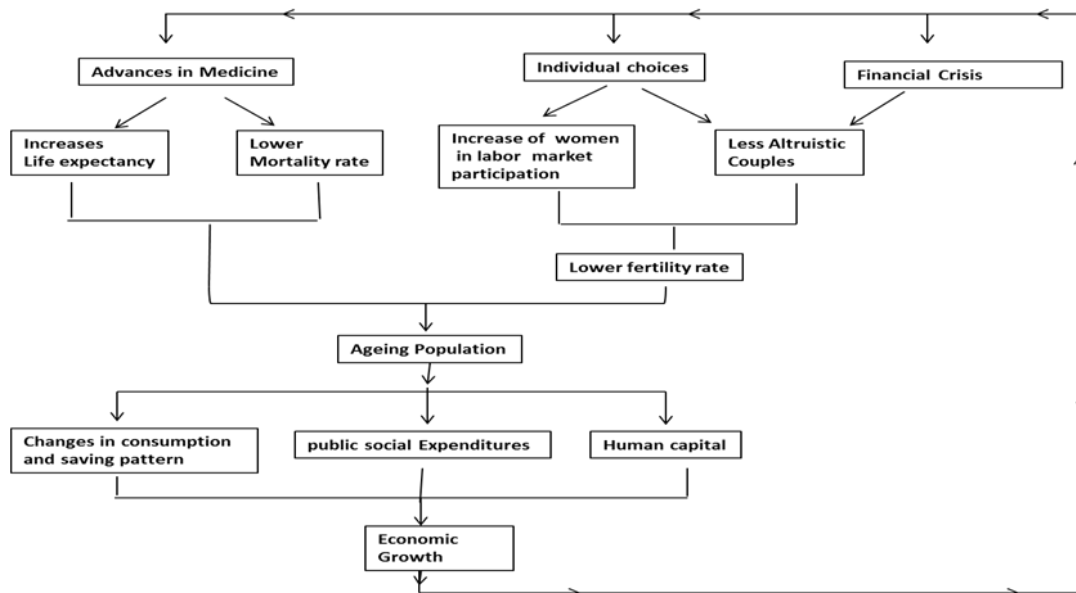 Advances in Medicine
Individual choices
Financial Crisis
Increases
Life expectancy
Lower
Mortality rate
Increase of women
in labor market
participation
Less Altruistic
Couples
Lower fertility rate
Ageing Population
Changes in consumption
and saving pattern
public social Expenditures
Human capital
Economic
Growth